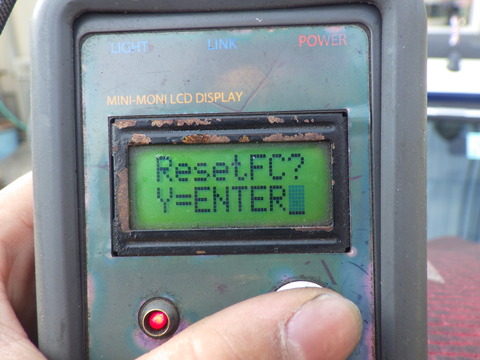 LIGHT LINK POWER
MINI-MONI LCD DISPLAY
ResetFC?
Y=ENTER